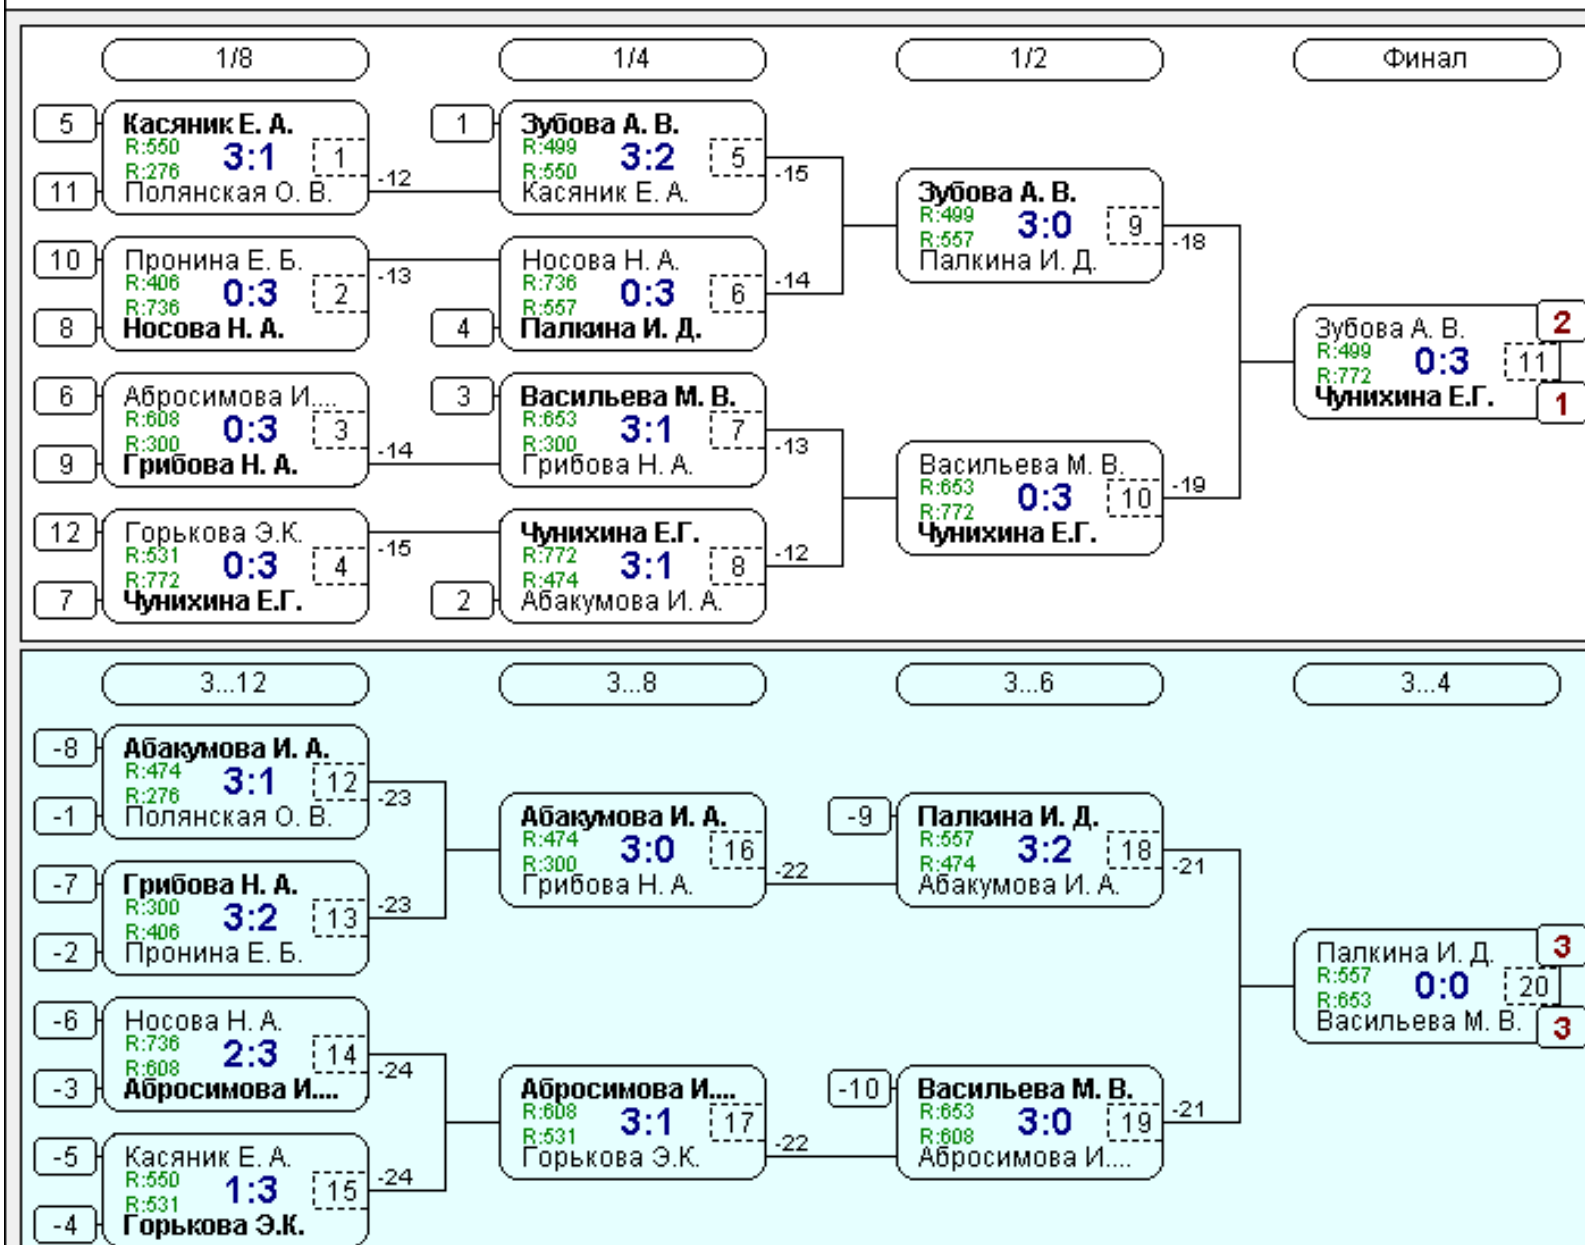 1/8
1/4
1/2
Финал
5
Касяник Е. А.
R:550
3:1
1
R:276
11
Полянская О. В.
-12
10
Пронина Е. Б.
R:406
0:3
2
R:736
8
Носова Н. А.
-13
6
Абросимова И....
R:608
0:3
3
R:300
9
Грибова Н. А.
-14
12
Горькова Э.К.
R:531
0:3
4
R:772
7
Чунихина Е.Г.
-15
1
Зубова А. В.
R:499
3:2
5
R:550
Касяник Е. А.
-15
Носова Н. А.
R:736
0:3
6
R:557
4
Палкина И. Д.
-14
3
Васильева М. В.
R:653
3:1
7
R:300
Грибова Н. А.
-13
Чунихина Е.Г.
R:772
3:1
8
R:474
2
Абакумова И. А.
-12
Зубова А. В.
R:499
3:0
9
R:557
Палкина И. Д.
-18
Васильева М. В.
R:653
0:3
10
R:772
Чунихина Е.Г.
-19
Зубова А. В.
2
R:499
0:3
11
R:772
Чунихина Е.Г.
1
3...12
3...8
3...6
3...4
-8
Абакумова И. А.
R:474
3:1
12
R:276
-1
Полянская О. В.
-23
-7
Грибова Н. А.
R:300
3:2
13
R:406
-2
Пронина Е. Б.
-23
-6
Носова Н. А.
R:736
2:3
14
R:608
-3
Абросимова И....
-24
-5
Касяник Е. А.
R:550
1:3
15
R:531
-4
Горькова Э.К.
-24
Абакумова И. А.
R:474
3:0
16
R:300
Грибова Н. А.
-22
Абросимова И....
R:608
3:1
17
R:531
Горькова Э.К.
-22
-9
Палкина И. Д.
R:557
3:2
18
R:474
Абакумова И. А.
-21
-10
Васильева М. В.
R:653
3:0
19
R:608
Абросимова И....
-21
Палкина И. Д.
3
R:557
0:0
20
R:653
Васильева М. В.
3